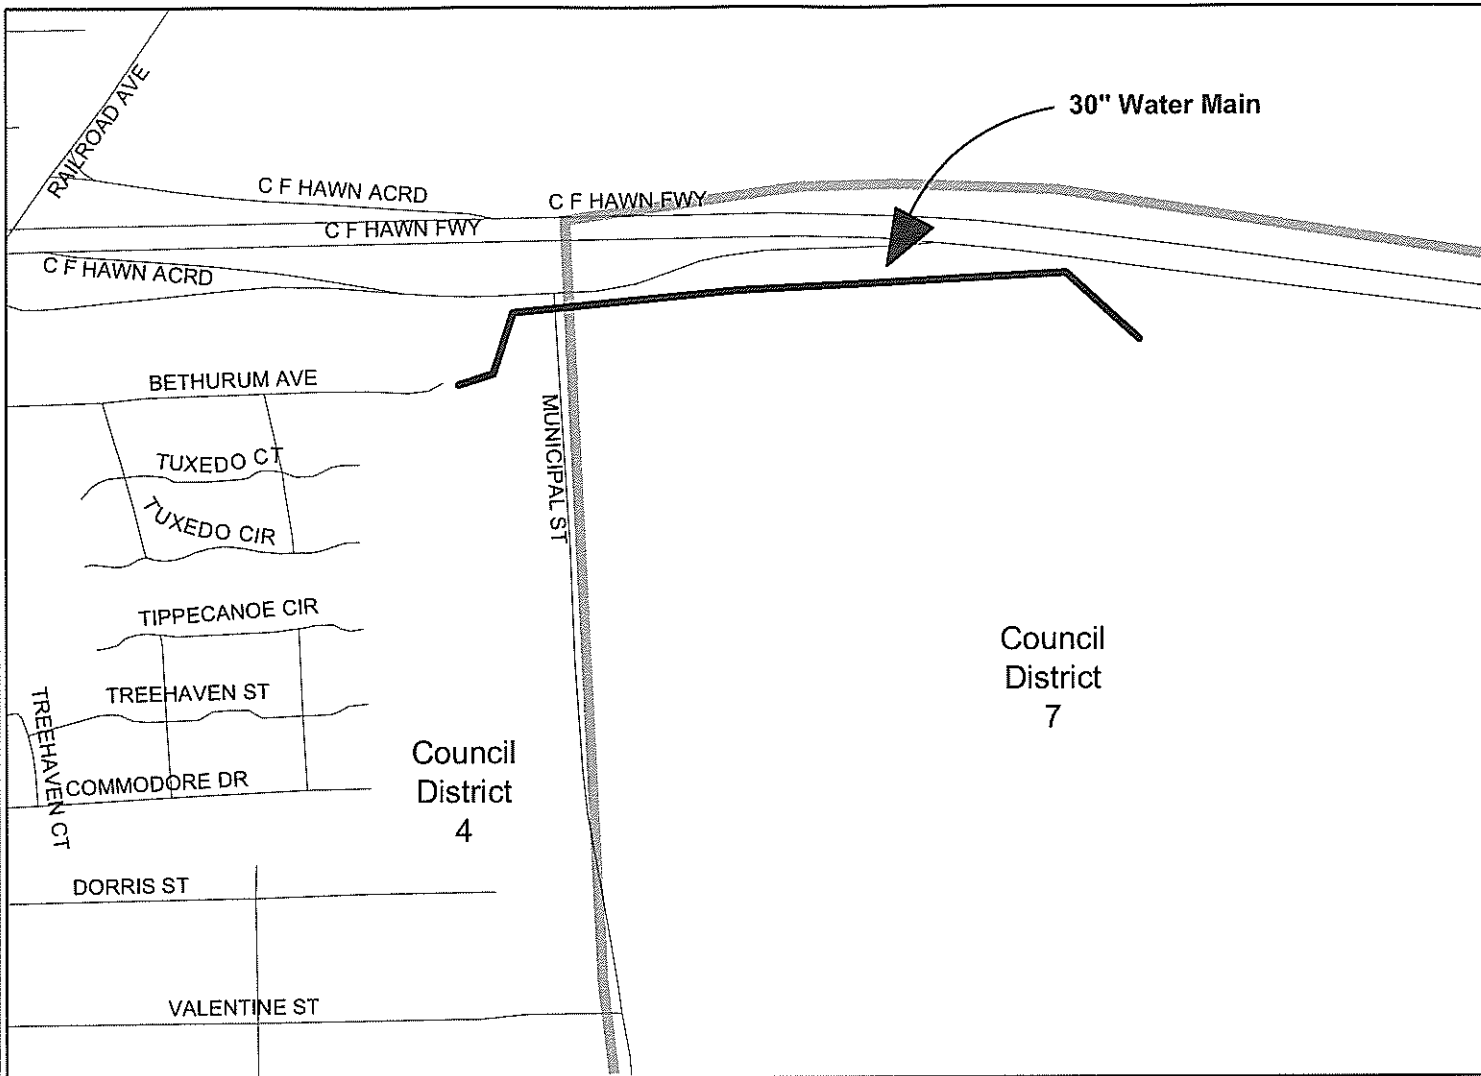 RAILROAD AVE
30" Water Main
C F HAWN ACRD
C F HAWN FWY
C F HAWN FWY
C F HAWN ACRD
BETHURUM AVE
MUNICIPAL ST
TUXEDO CT
TUXEDO CIR
TIPPECANOE CIR
TREEHAVEN ST
TREEHAVEN CT
COMMODORE DR
Council
District
4
Council
District
7
DORRIS ST
VALENTINE ST